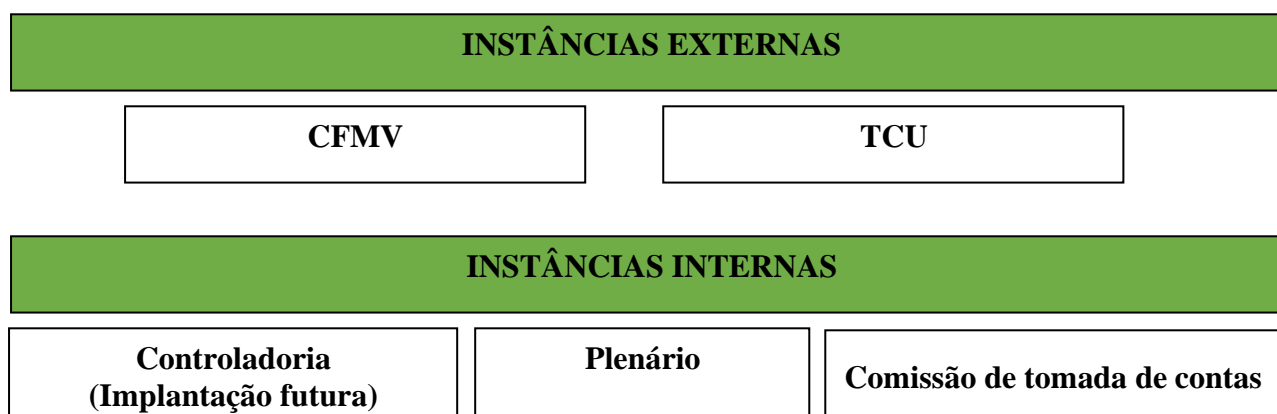 INSTÂNCIAS EXTERNAS
CFMV
TCU
INSTÂNCIAS INTERNAS
Controladoria
(Implantação futura)
Plenário
Comissão de tomada de contas